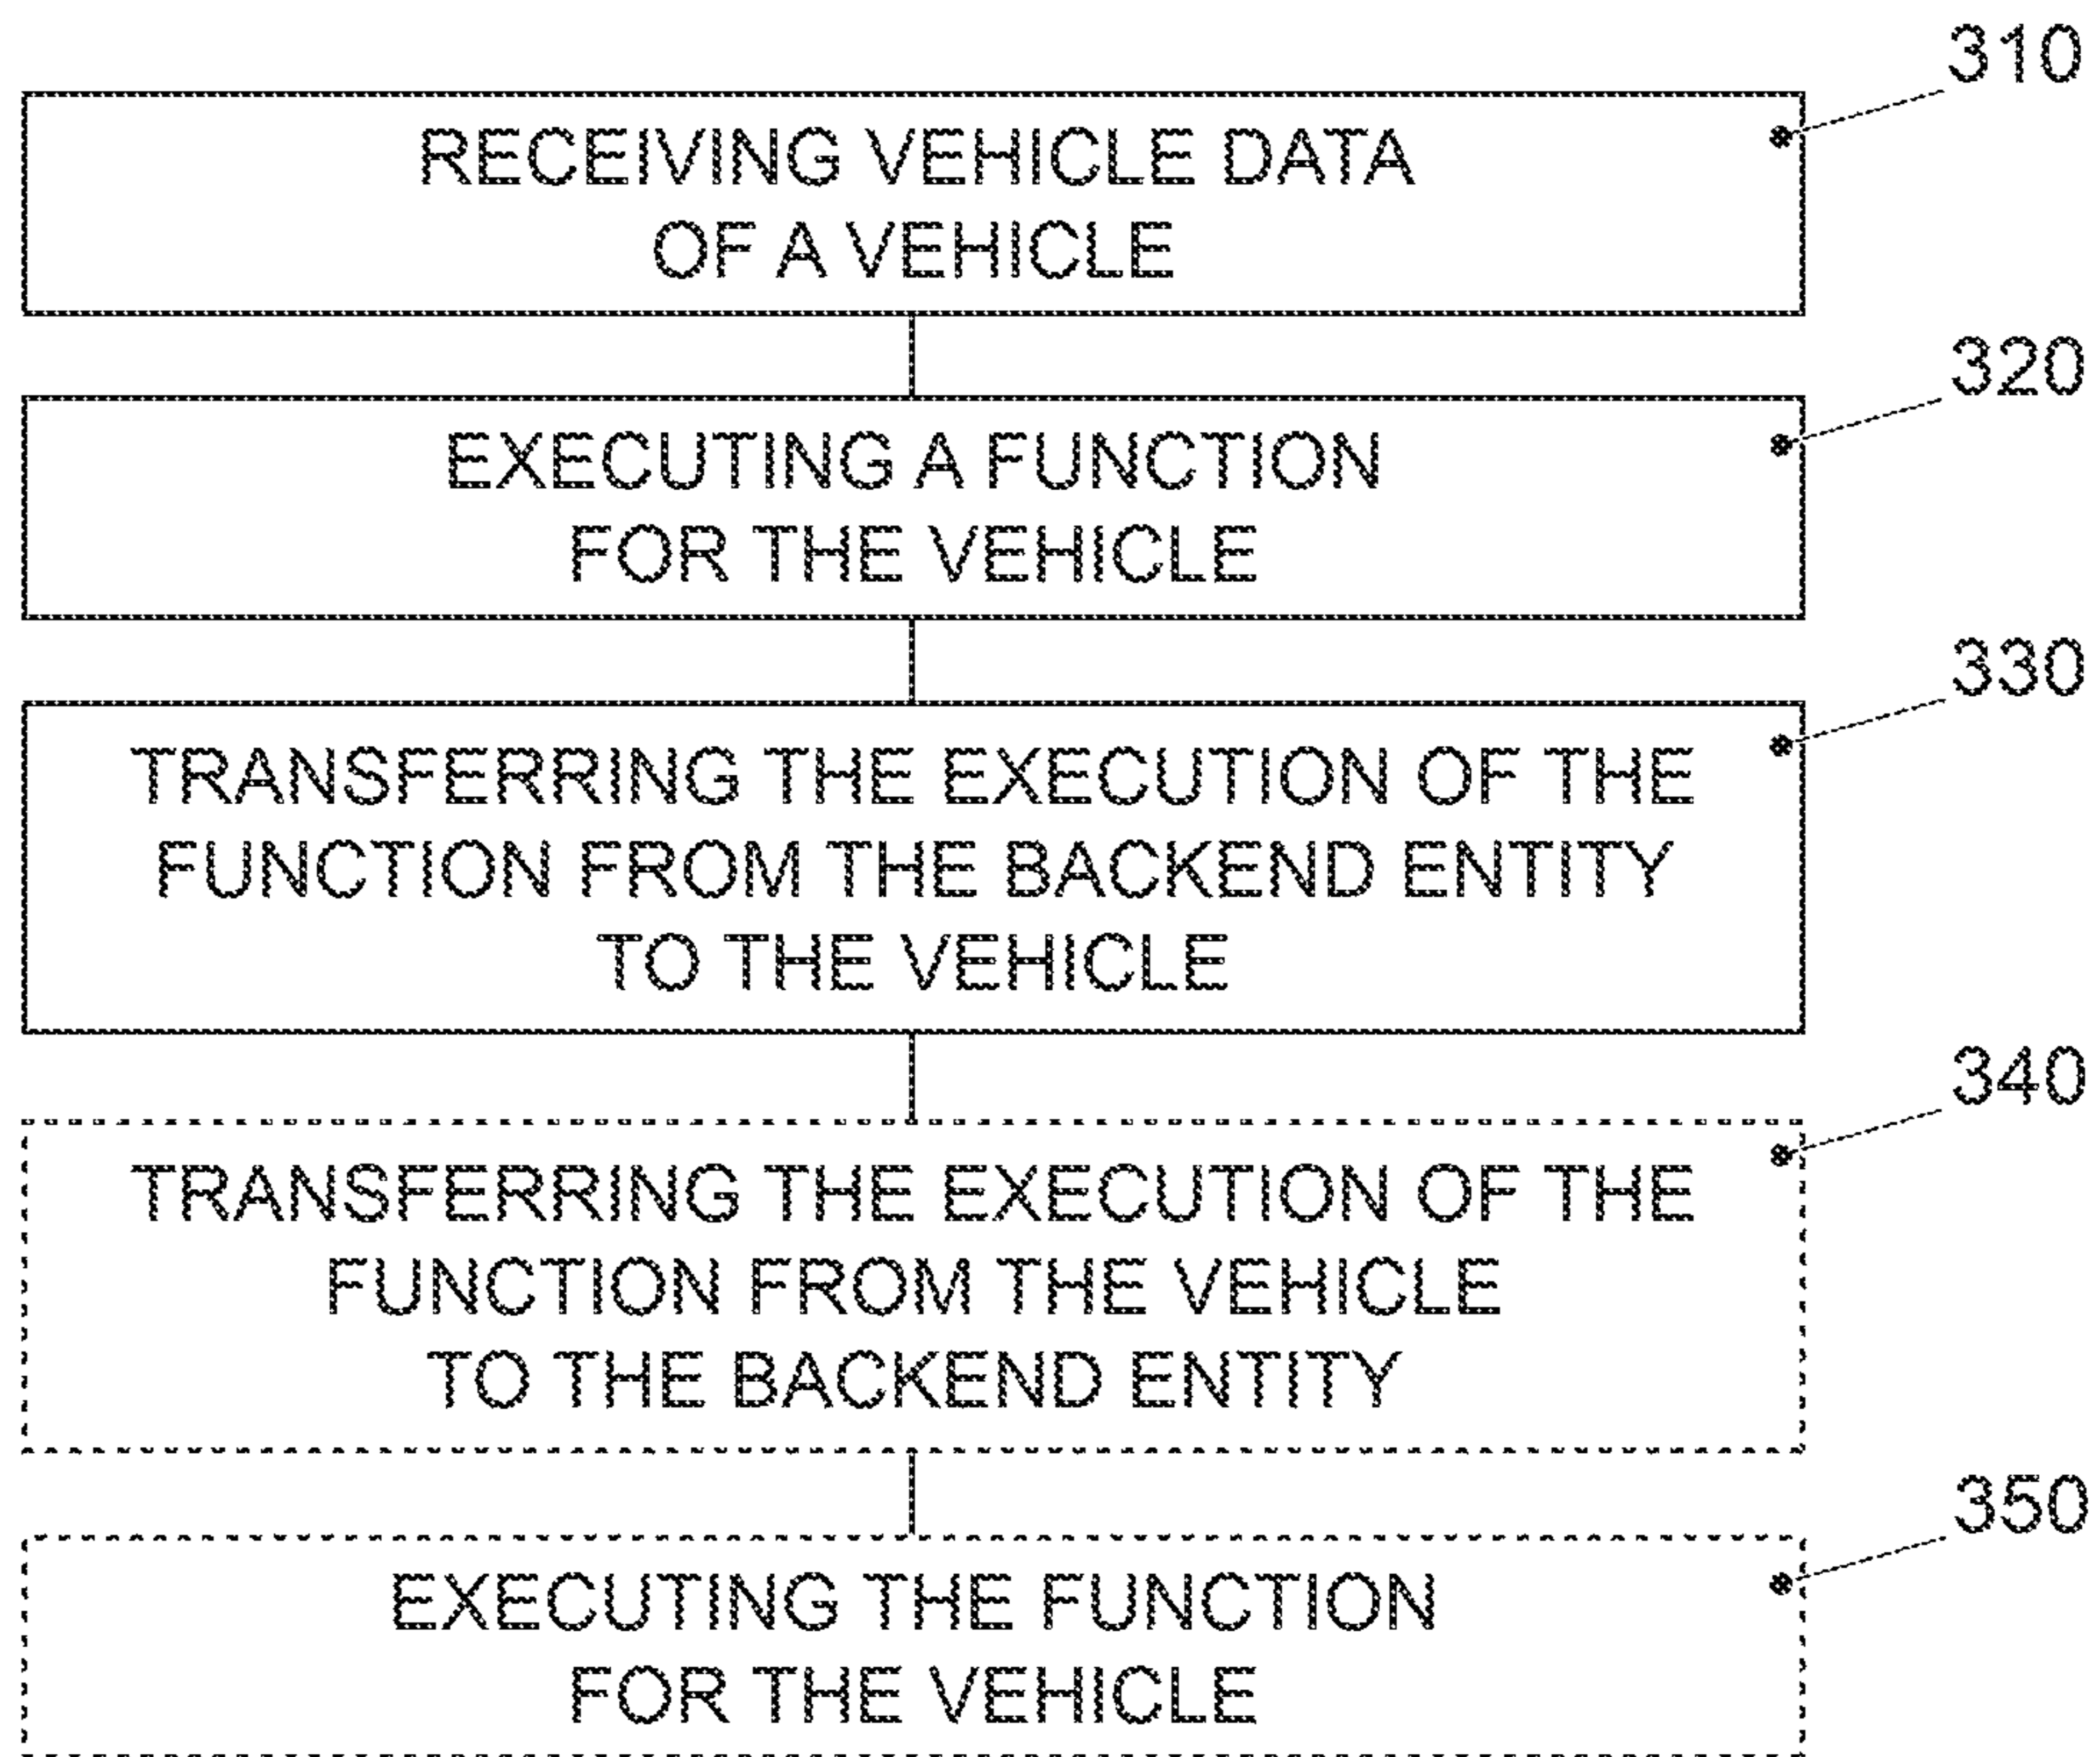 310
RECEIVING VEHICLE DATA
OF A VEHICLE
320
EXECUTING A FUNCTION
FOR THE VEHICLE
330
TRANSFERRING THE EXECUTION OF THE
FUNCTION FROM THE BACKEND ENTITY
TO THE VEHICLE
340
TRANSFERRING THE EXECUTION OF THE
FUNCTION FROM THE VEHICLE
TO THE BACKEND ENTITY
350
EXECUTING THE FUNCTION
FOR THE VEHICLE